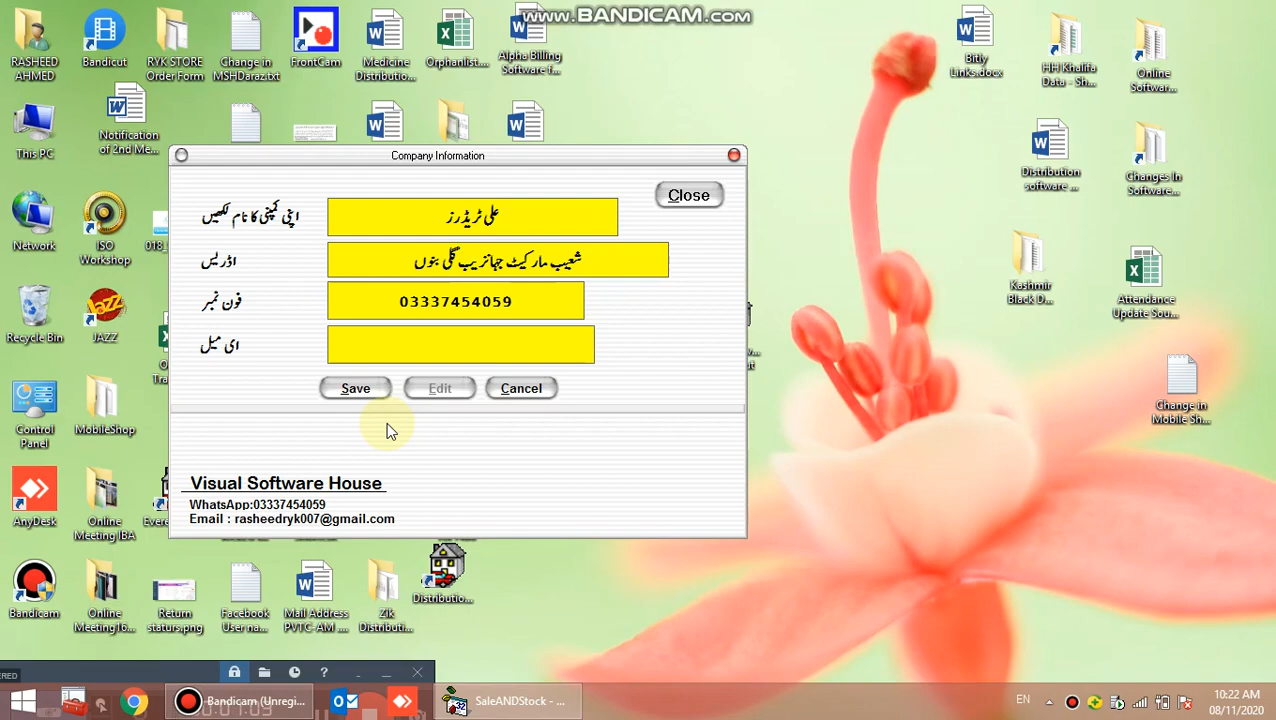 www.BANDICAM.com
RASHEED AHMED
Bandicut
RYK STORE Order Form
Change in MSHDaraz.txt
FrontCam
Medicine Distributio...
Orphanlist....
Alpha Billing Software f...
Bitly Links.docx
HH Khalifa Data - Sh...
Online Softwar...
This PC
Notification of 2nd Me...
Distribution software ...
Changes In Software...
Company Information
Close
اپنی کمپنی کا نام لکھیں
علی ٹریڈرز
اڈریس
شعیب مارکیٹ جہانزیب گلی بنوں
فون نمبر
03337454059
ای میل
Save
Edit
Cancel
Visual Software House
WhatsApp:03337454059
Email : rasheedryk007@gmail.com
Network
ISO Workshop
Kashmir Black D...
Attendance Update Sou...
Recycle Bin
JAZZ
Control Panel
MobileShop
Change in Mobile Sh...
AnyDesk
Online Meeting IBA
Bandicam
Online Meeting16...
Return staturs.png
Facebook User na...
Mail Address PVTC-AM ...
Zik Distributi...
Distributio...
Bandicam (Unregi...
SaleANDStock - ...
EN
10:22 AM
08/11/2020